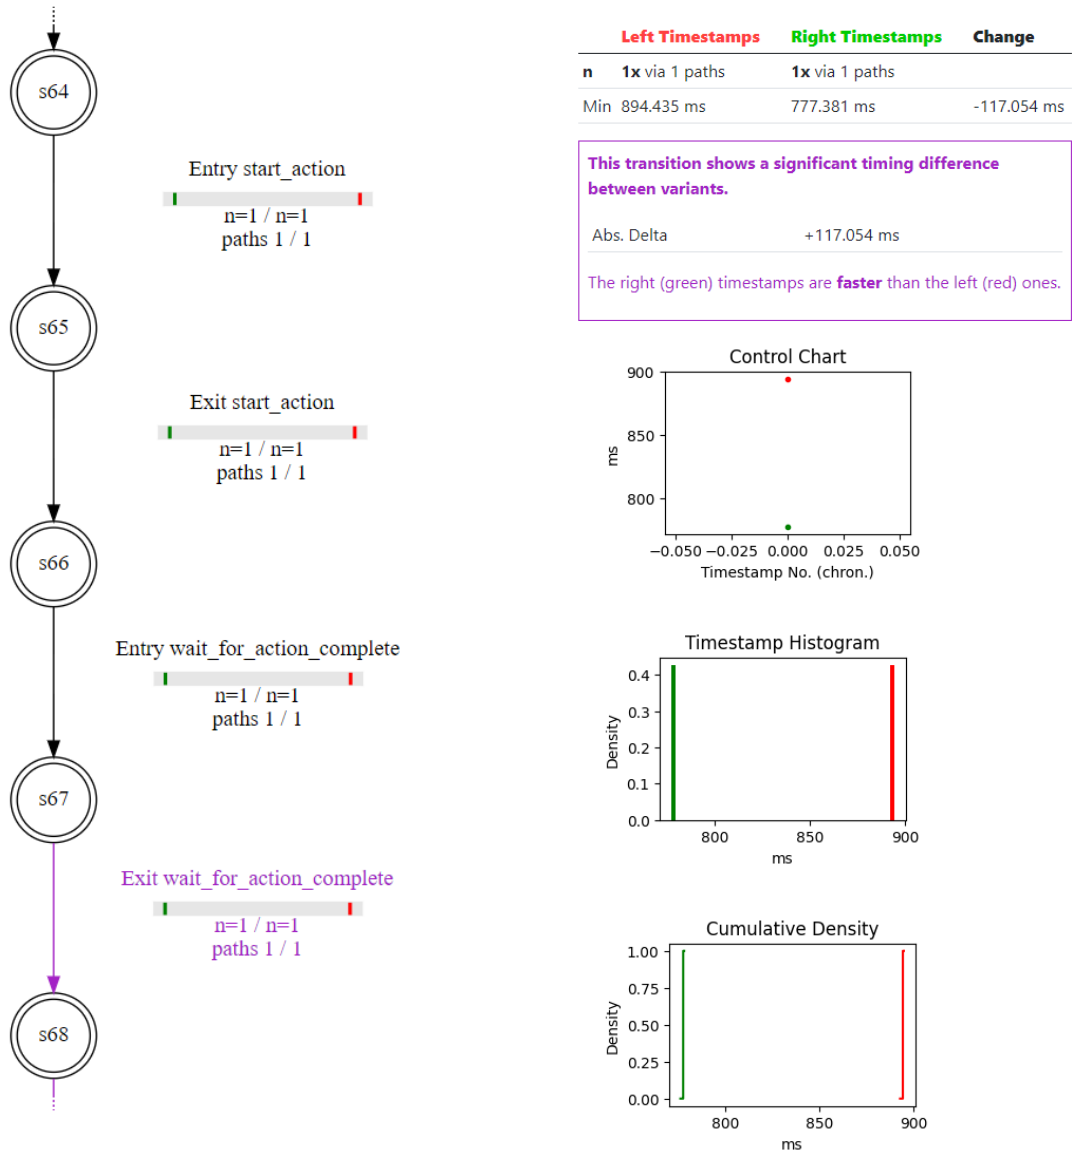 s64
Entry start_action
n=1 / n=1
paths 1 / 1
s65
Exit start_action
n=1 / n=1
paths 1 / 1
s66
Entry wait_for_action_complete
n=1 / n=1
paths 1 / 1
s67
Exit wait_for_action_complete
n=1 / n=1
paths 1 / 1
s68
Left Timestamps Right Timestamps Change
n 1x via 1 paths 1x via 1 paths
Min 894.435 ms 777.381 ms -117.054 ms
This transition shows a significant timing difference
between variants.
Abs. Delta +117.054 ms
The right (green) timestamps are faster than the left (red) ones.
Control Chart
900
850
800
ms
−0.050 −0.025 0.000 0.025 0.050
Timestamp No. (chron.)
Timestamp Histogram
0.4
0.3
0.2
0.1
0.0
Density
800 850 900
ms
Cumulative Density
1.00
0.75
0.50
0.25
0.00
Density
800 850 900
ms